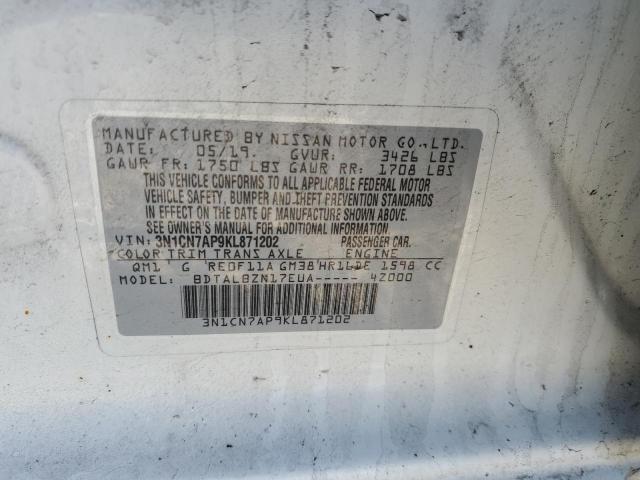 MANUFACTURED BY NISSAN MOTOR CO.,LTD.
DATE: 05/19. GVWR: 3426 LBS
GAWR FR: 1750 LBS GAWR RR: 1708 LBS
THIS VEHICLE CONFORMS TO ALL APPLICABLE FEDERAL MOTOR
VEHICLE SAFETY, BUMPER AND THEFT PREVENTION STANDARDS
IN EFFECT ON THE DATE OF MANUFACTURE SHOWN ABOVE.
SEE OWNER'S MANUAL FOR ADDITIONAL INFORMATION
VIN: 3N1CN7AP9KL871202 PASSENGER CAR.
COLOR TRIM TRANS AXLE ENGINE
QM1 G RE0F11A GM38 HR16DE 1598 CC
MODEL: BDTALBZN17EUA----- 42000
3N1CN7AP9KL871202